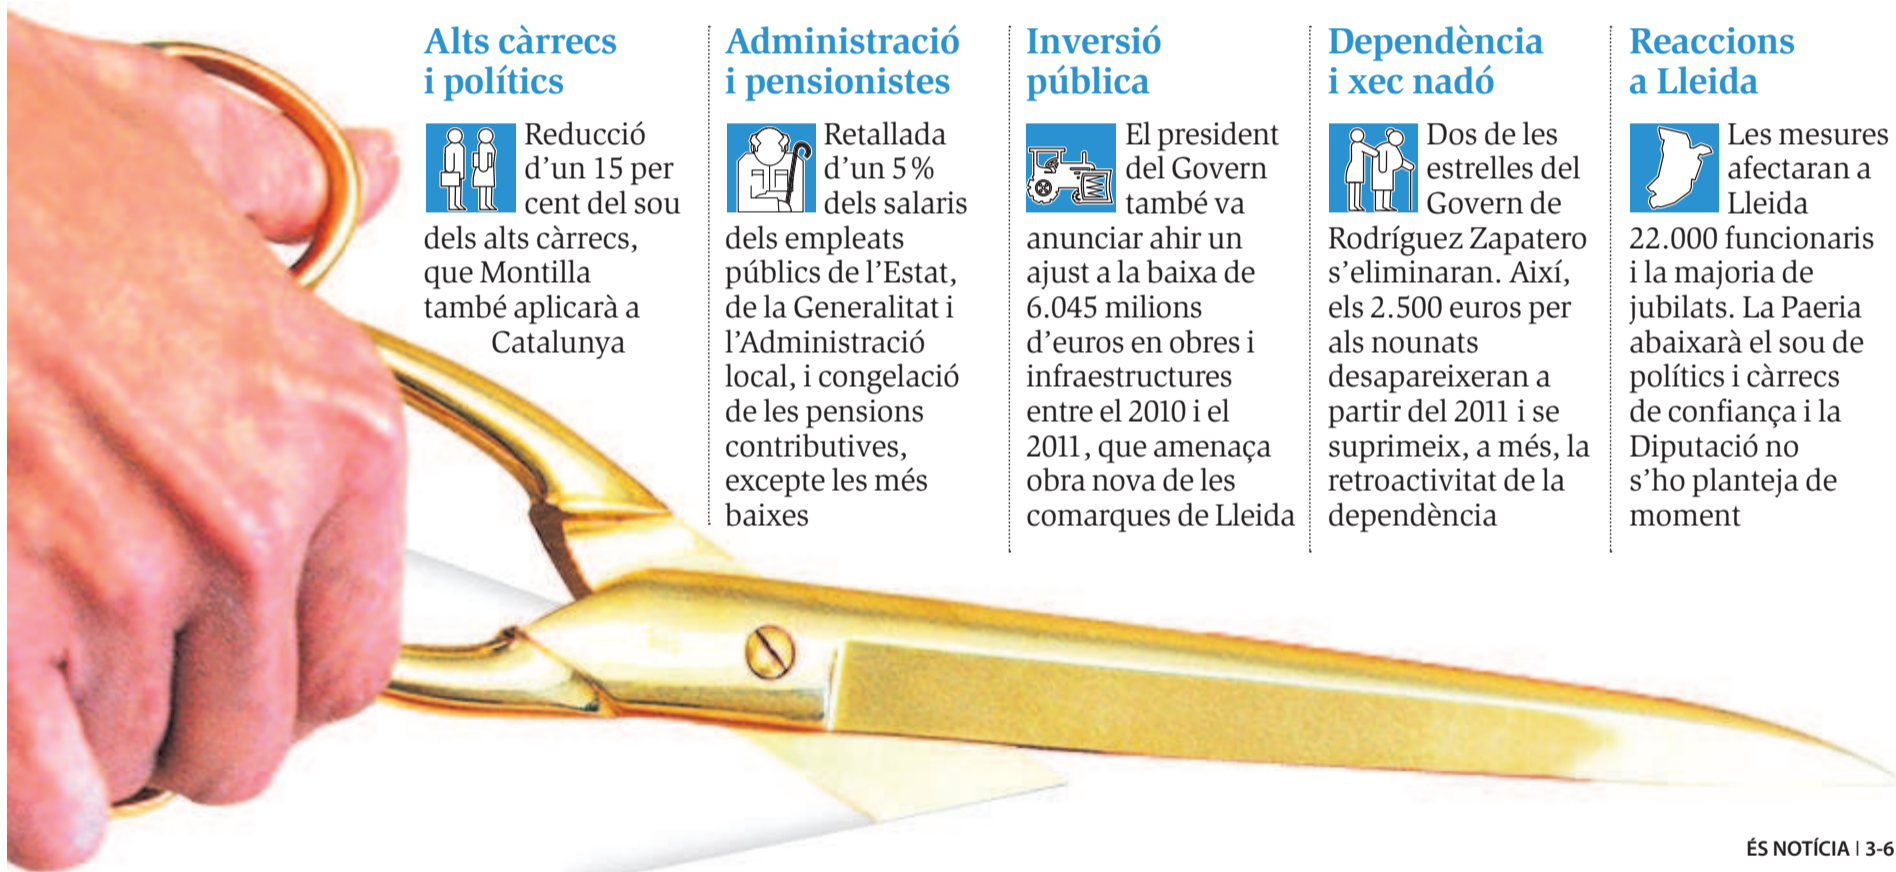 Alts càrrecs
i polítics
Reducció
d’un 15 per
cent del sou
dels alts càrrecs,
que Montilla
també aplicarà a
Catalunya
Administració
i pensionistes
Retallada
d’un 5%
dels salaris
dels empleats
públics de l’Estat,
de la Generalitat i
l’Administració
local, i congelació
de les pensions
contributives,
excepte les més
baixes
Inversió
pública
El president
del Govern
també va
anunciar ahir un
ajust a la baixa de
6.045 milions
d’euros en obres i
infraestructures
entre el 2010 i el
2011, que amenaça
obra nova de les
comarques de Lleida
Dependència
i xec nadó
Dos de les
estrelles del
Govern de
Rodríguez Zapatero
s’eliminaran. Així,
els 2.500 euros per
als nounats
desapareixeran a
partir del 2011 i se
suprimeix, a més, la
retroactivitat de la
dependència
Reaccions
a Lleida
Les mesures
afectaran a
Lleida
22.000 funcionaris
i la majoria de
jubilats. La Paeria
abaixarà el sou de
polítics i càrrecs
de confiança i la
Diputació no
s’ho planteja de
moment
ÉS NOTÍCIA | 3-6